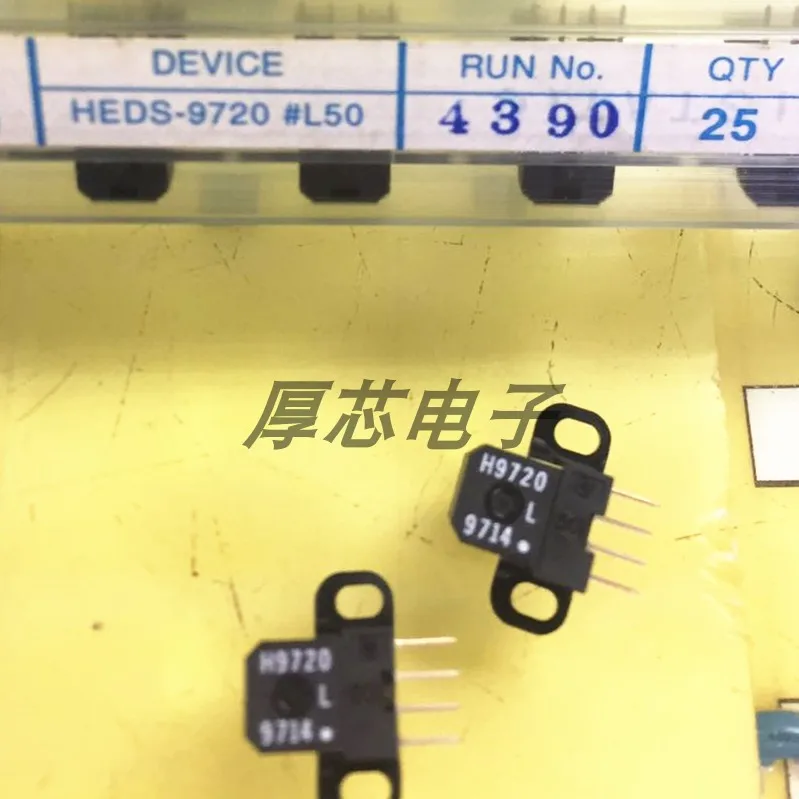 DEVICE RUN No. QTY
HEDS-9720 #L50 4390 25
厚芯电子
H9720
L
9714
H9720
L
9714